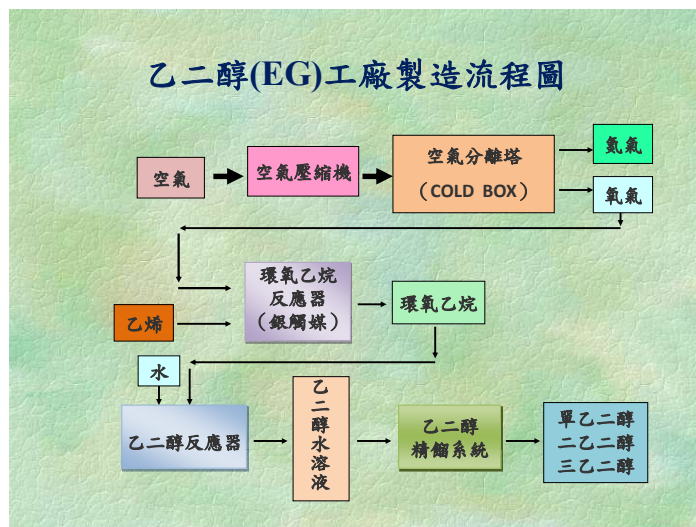 乙二醇(EG)工廠製造流程圖
空氣
空氣壓縮機
空氣分離塔
（COLD BOX）
氮氣
氧氣
乙烯
環氧乙烷
反應器
（銀觸媒）
環氧乙烷
水
乙二醇反應器
乙二醇水溶液
乙二醇
精餾系統
單乙二醇
二乙二醇
三乙二醇